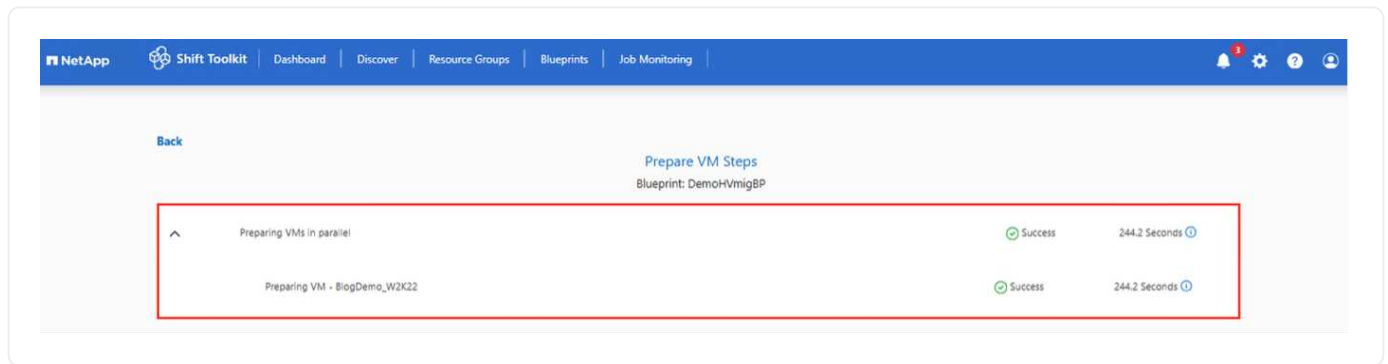 NetApp Shift Toolkit Dashboard Discover Resource Groups Blueprints Job Monitoring 3
Back
Prepare VM Steps
Blueprint: DemoHVmigBP
Preparing VMs in parallel Success 244.2 Seconds
Preparing VM - BlogDemo_W2K22 Success 244.2 Seconds